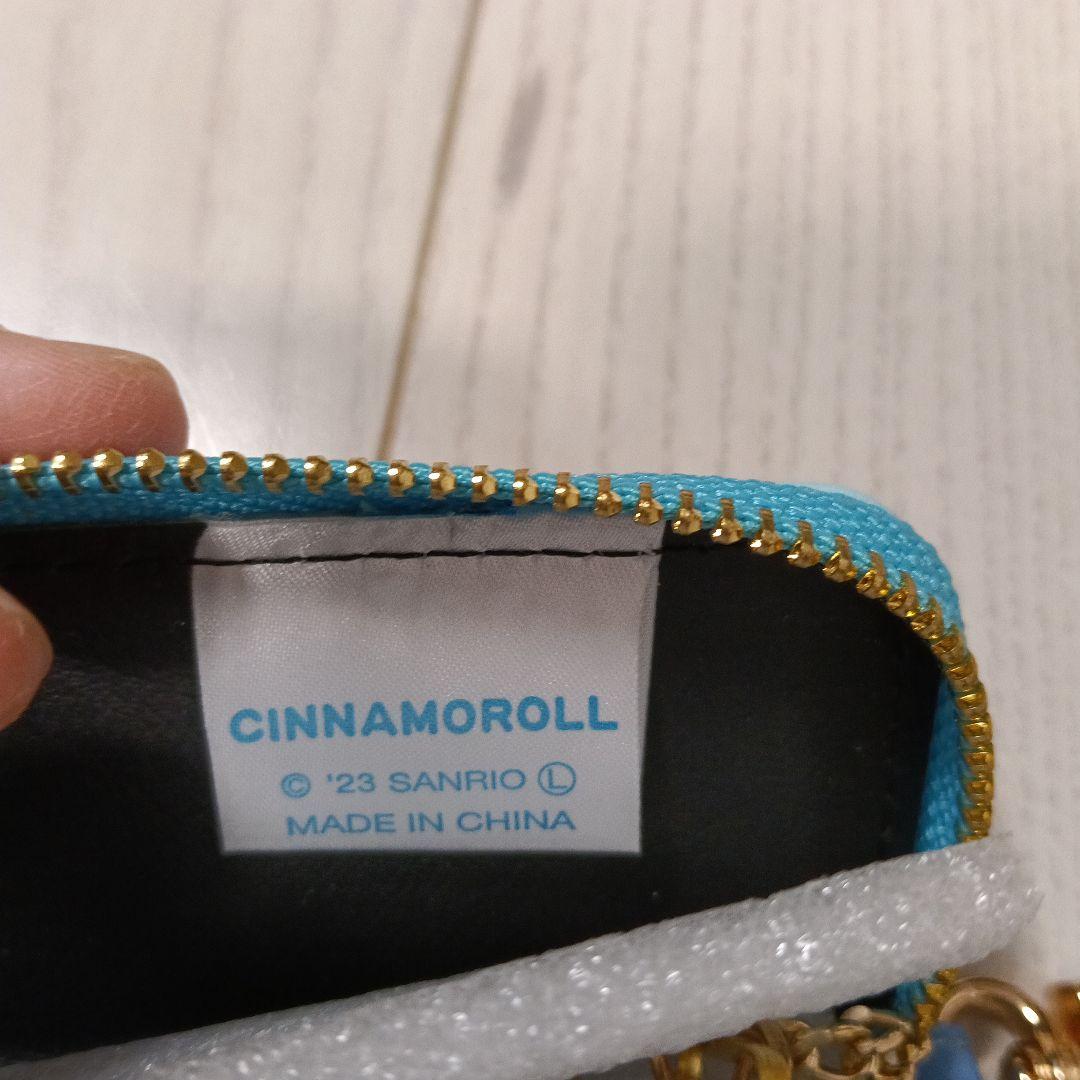 CINNAMOROLL
© '23 SANRIO Ⓛ
MADE IN CHINA